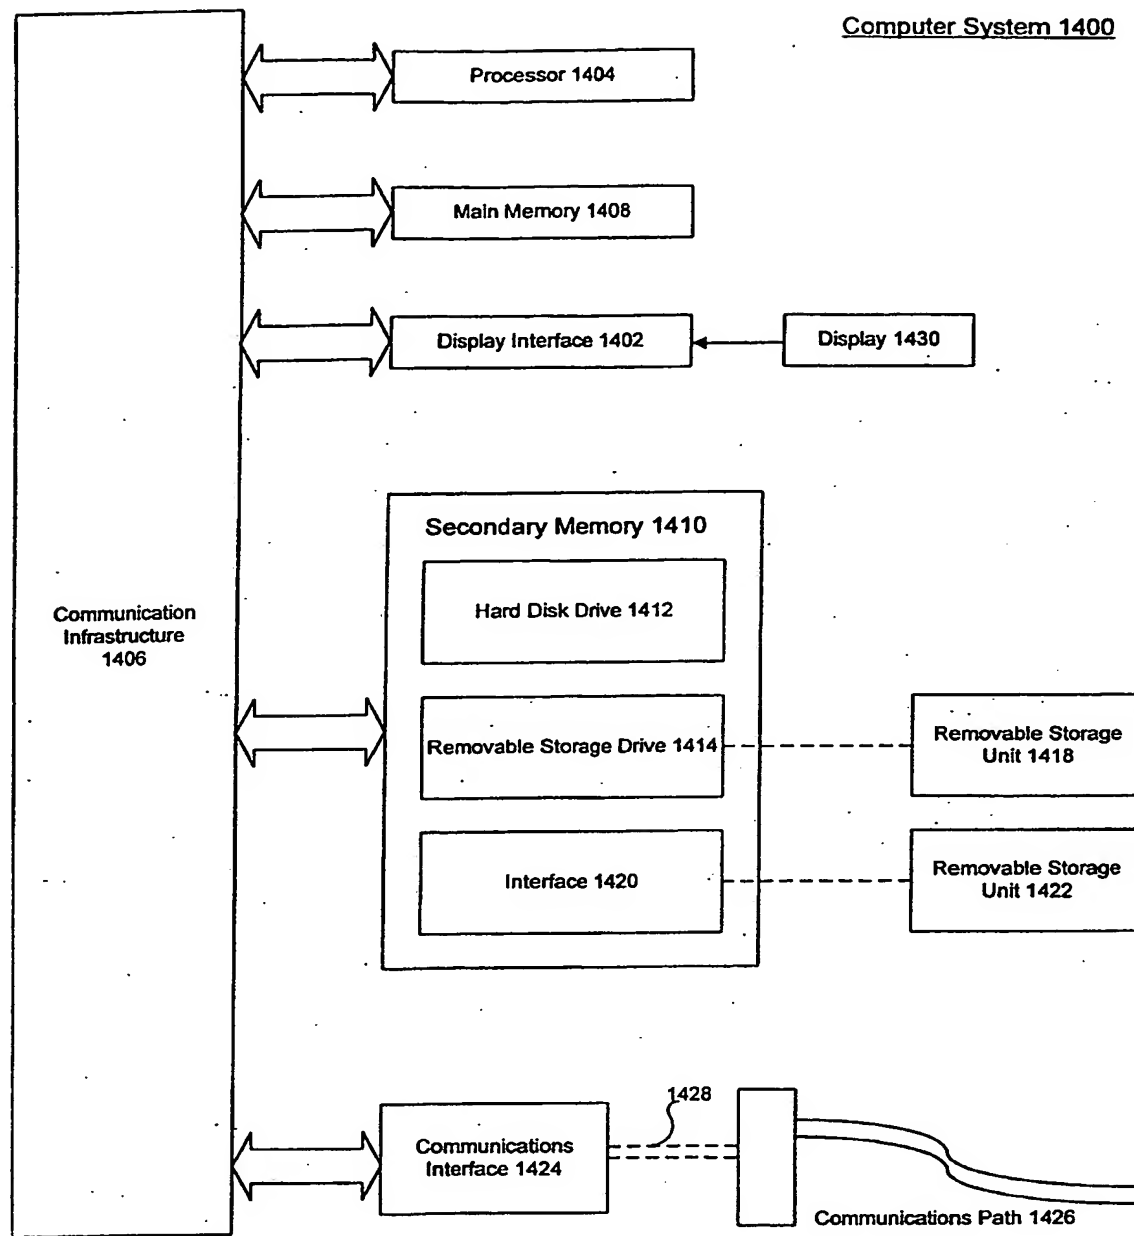 Computer System 1400
Processor 1404
Main Memory 1408
Display Interface 1402
Display 1430
Secondary Memory 1410
Hard Disk Drive 1412
Communication
Infrastructure
1406
Removable Storage Drive 1414
Removable Storage
Unit 1418
Interface 1420
Removable Storage
Unit 1422
1428
Communications
Interface 1424
Communications Path 1426